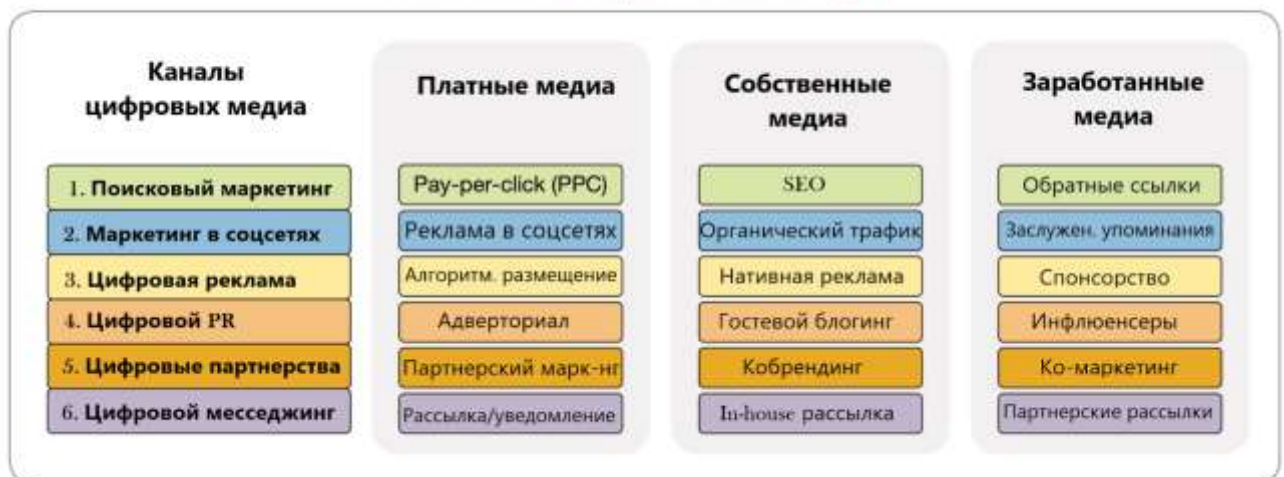 Каналы
цифровых медиа
Платные медиа
Собственные
медиа
Заработанные
медиа
1. Поисковый маркетинг
Pay-per-click (PPC)
SEO
Обратные ссылки
2. Маркетинг в соцсетях
Реклама в соцсетях
Органический трафик
Заслужен. упоминания
3. Цифровая реклама
Алгоритм. размещение
Нативная реклама
Спонсорство
4. Цифровой PR
Адверториал
Гостевой блогинг
Инфлюенсеры
5. Цифровые партнерства
Партнерский марк-нг
Кобрендинг
Ко-маркетинг
6. Цифровой месседжинг
Рассылка/уведомление
In-house рассылка
Партнерские рассылки